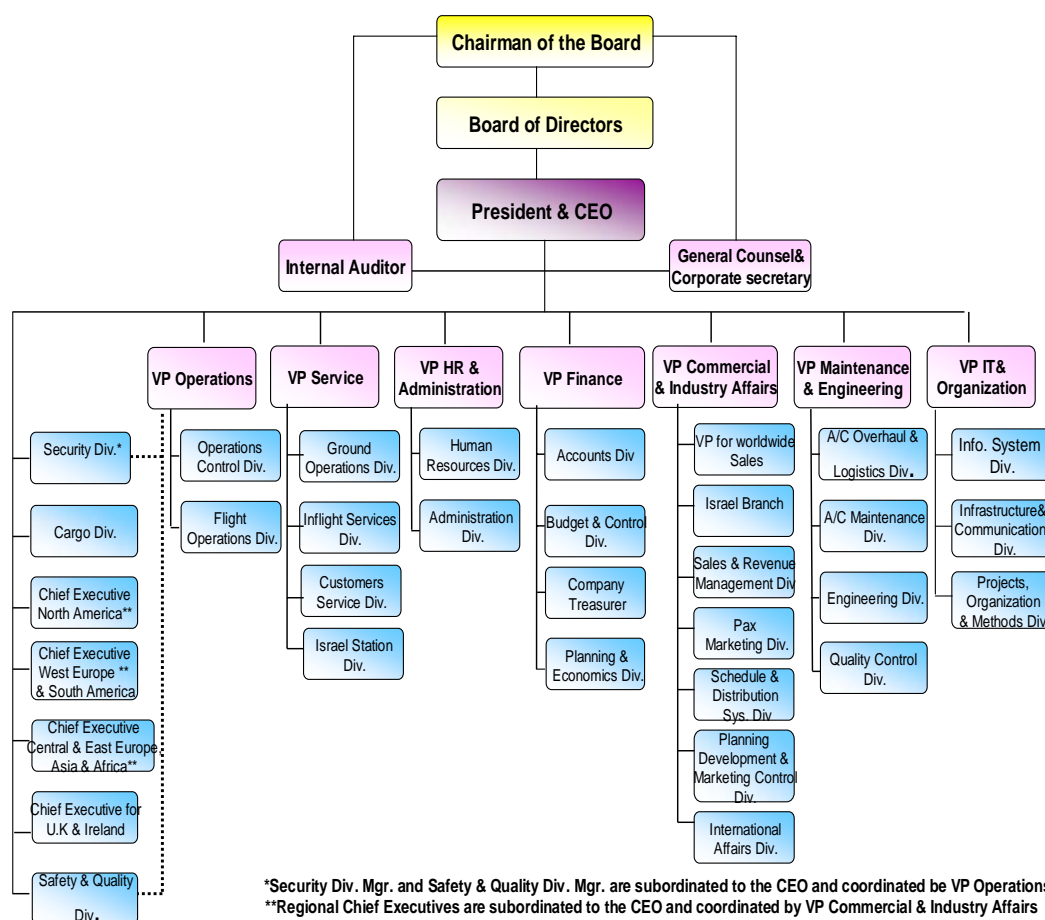 Chairman of the Board
Board of Directors
President & CEO
Internal Auditor
General Counsel&
Corporate secretary
VP Operations
VP Service
VP HR &
Administration
VP Finance
VP Commercial
& Industry Affairs
VP Maintenance
& Engineering
VP IT&
Organization
Security Div.*
Cargo Div.
Chief Executive
North America**
Chief Executive
West Europe **
& South America
Chief Executive
Central & East Europe,
Asia & Africa**
Chief Executive for
U.K & Ireland
Safety & Quality
Div.
Operations
Control Div.
Flight
Operations Div.
Ground
Operations Div.
Inflight Services
Div.
Customers
Service Div.
Israel Station
Div.
Human
Resources Div.
Administration
Div.
Accounts Div
Budget & Control
Div.
Company
Treasurer
Planning &
Economics Div.
VP for worldwide
Sales
Israel Branch
Sales & Revenue
Management Div
Pax
Marketing Div.
Schedule &
Distribution
Sys. Div
Planning
Development &
Marketing Control
Div.
International
Affairs Div.
A/C Overhaul &
Logistics Div.
A/C Maintenance
Div.
Engineering Div.
Quality Control
Div.
Info. System
Div.
Infrastructure&
Communication
Div.
Projects,
Organization
& Methods Div
*Security Div. Mgr. and Safety & Quality Div. Mgr. are subordinated to the CEO and coordinated be VP Operations
**Regional Chief Executives are subordinated to the CEO and coordinated by VP Commercial & Industry Affairs